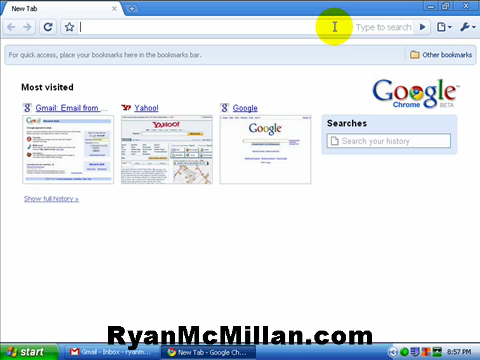 New Tab
Type to search
For quick access, place your bookmarks here in the bookmarks bar.
Other bookmarks
Most visited
Google
Chrome BETA
Gmail: Email from ...
Yahoo!
Google
Searches
Search your history
Show full history »
RyanMcMillan.com
start
Gmail - Inbox - ryanm...
New Tab - Google Ch...
8:57 PM